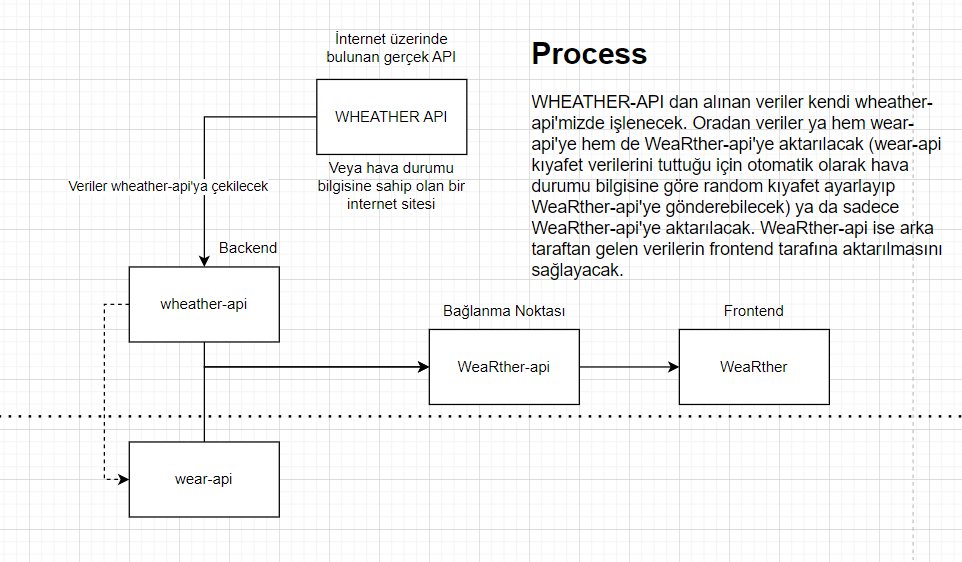 İnternet üzerinde
bulunan gerçek API
WHEATHER API
Veya hava durumu
bilgisine sahip olan bir
internet sitesi
Veriler wheather-api'ya çekilecek
Backend
wheather-api
wear-api
Bağlanma Noktası
WeaRther-api
Frontend
WeaRther
Process
WHEATHER-API dan alınan veriler kendi wheather-
api'mizde işlenecek. Oradan veriler ya hem wear-
api'ye hem de WeaRther-api'ye aktarılacak (wear-api
kıyafet verilerini tuttuğu için otomatik olarak hava
durumu bilgisine göre random kıyafet ayarlayıp
WeaRther-api'ye gönderebilecek) ya da sadece
WeaRther-api'ye aktarılacak. WeaRther-api ise arka
taraftan gelen verilerin frontend tarafına aktarılmasını
sağlayacak.